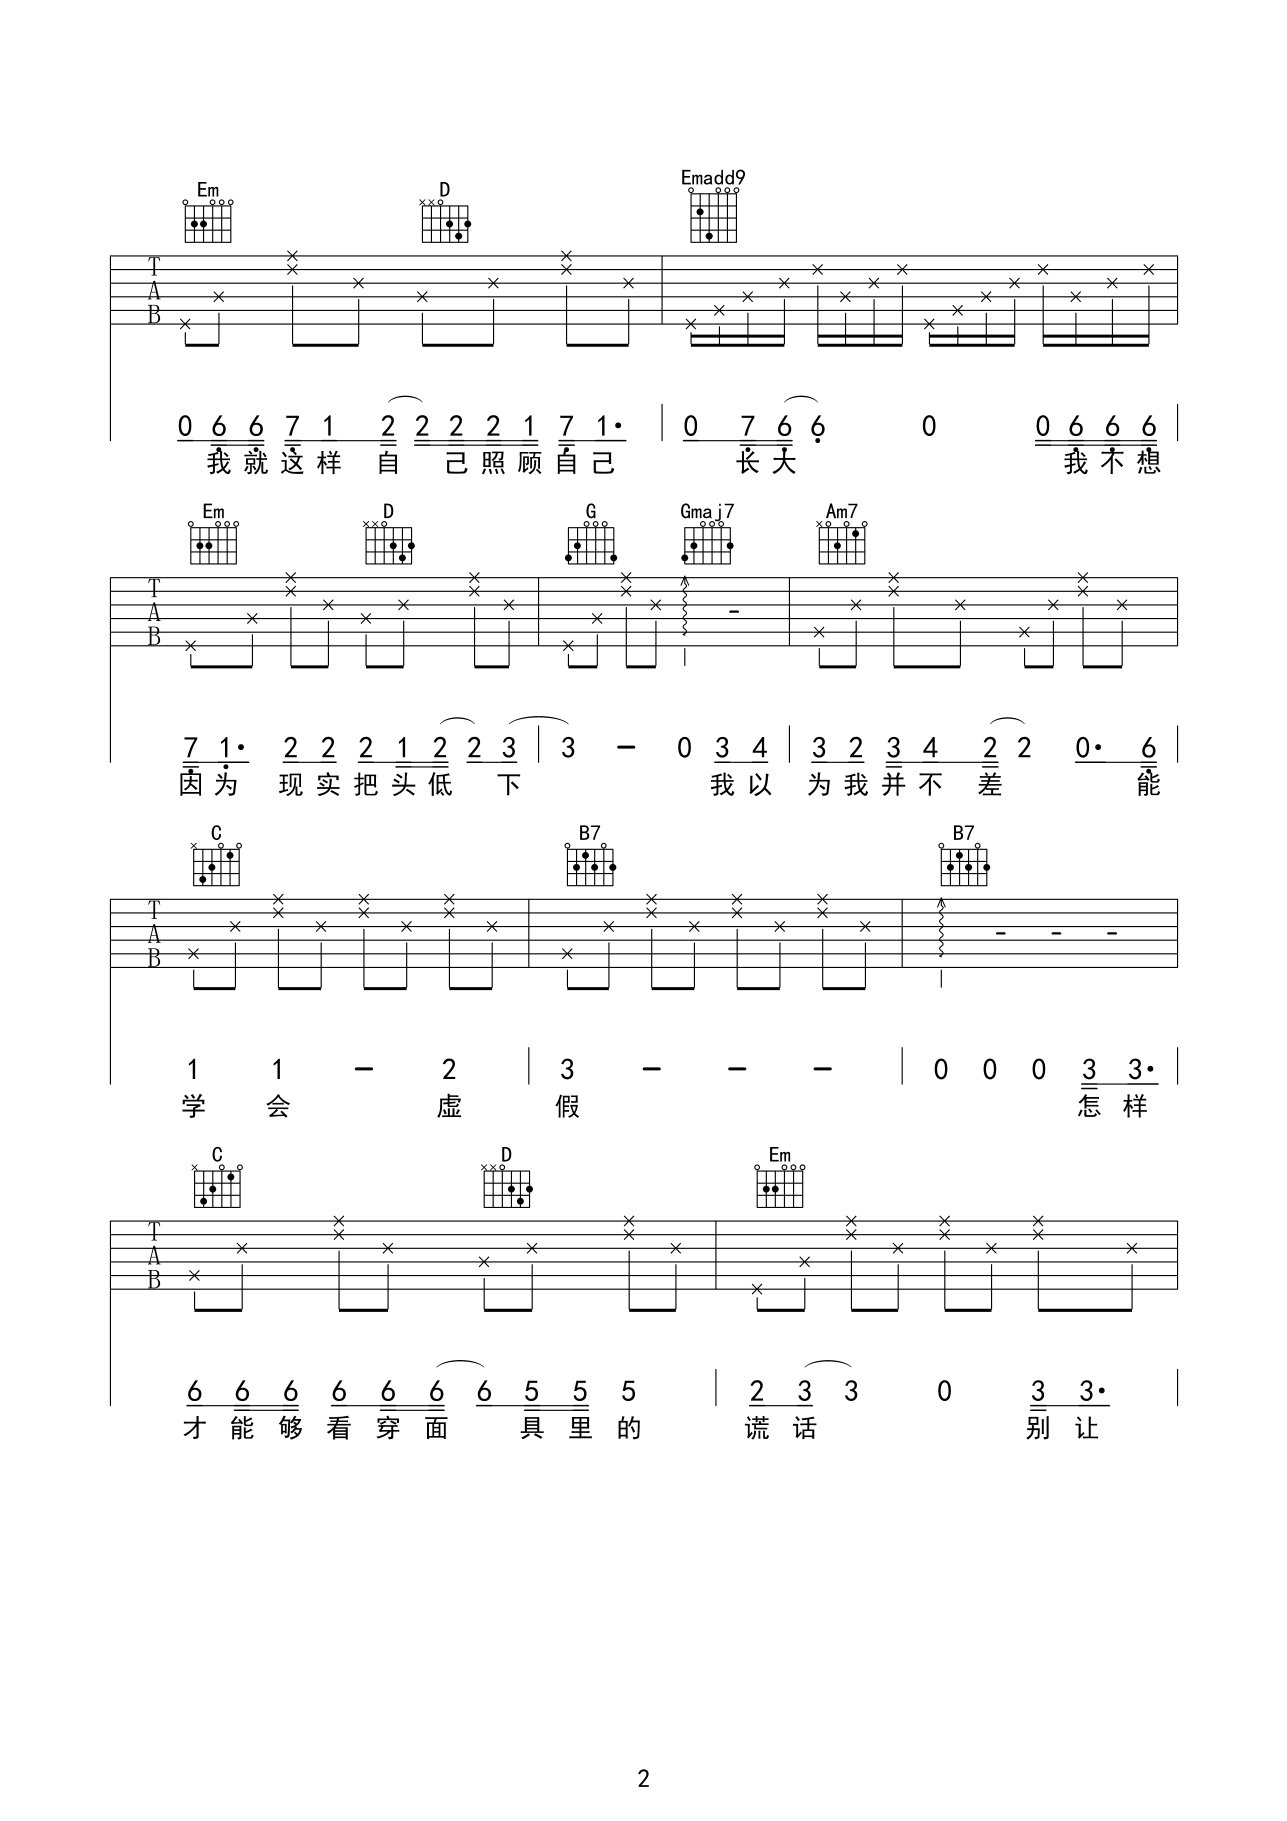 Em D Emadd9
T
A
B
0 6 6 7 1 2 2 2 2 1 7 1· 0 7 6 6 0 0 6 6 6
我就这样自己照顾自己 长大 我不想
Em D G Gmaj7 Am7
T
A
B
7 1· 2 2 2 1 2 2 3 3 - 0 3 4 3 2 3 4 2 2 0· 6
因为现实把头低下 我以为我并不差 能
C B7 B7
T
A
B
1 1 - 2 3 - - - 0 0 0 3 3·
学会虚假 怎样
C D Em
T
A
B
6 6 6 6 6 6 6 5 5 5 2 3 3 0 3 3·
才能够看穿面具里的谎话 别让
2